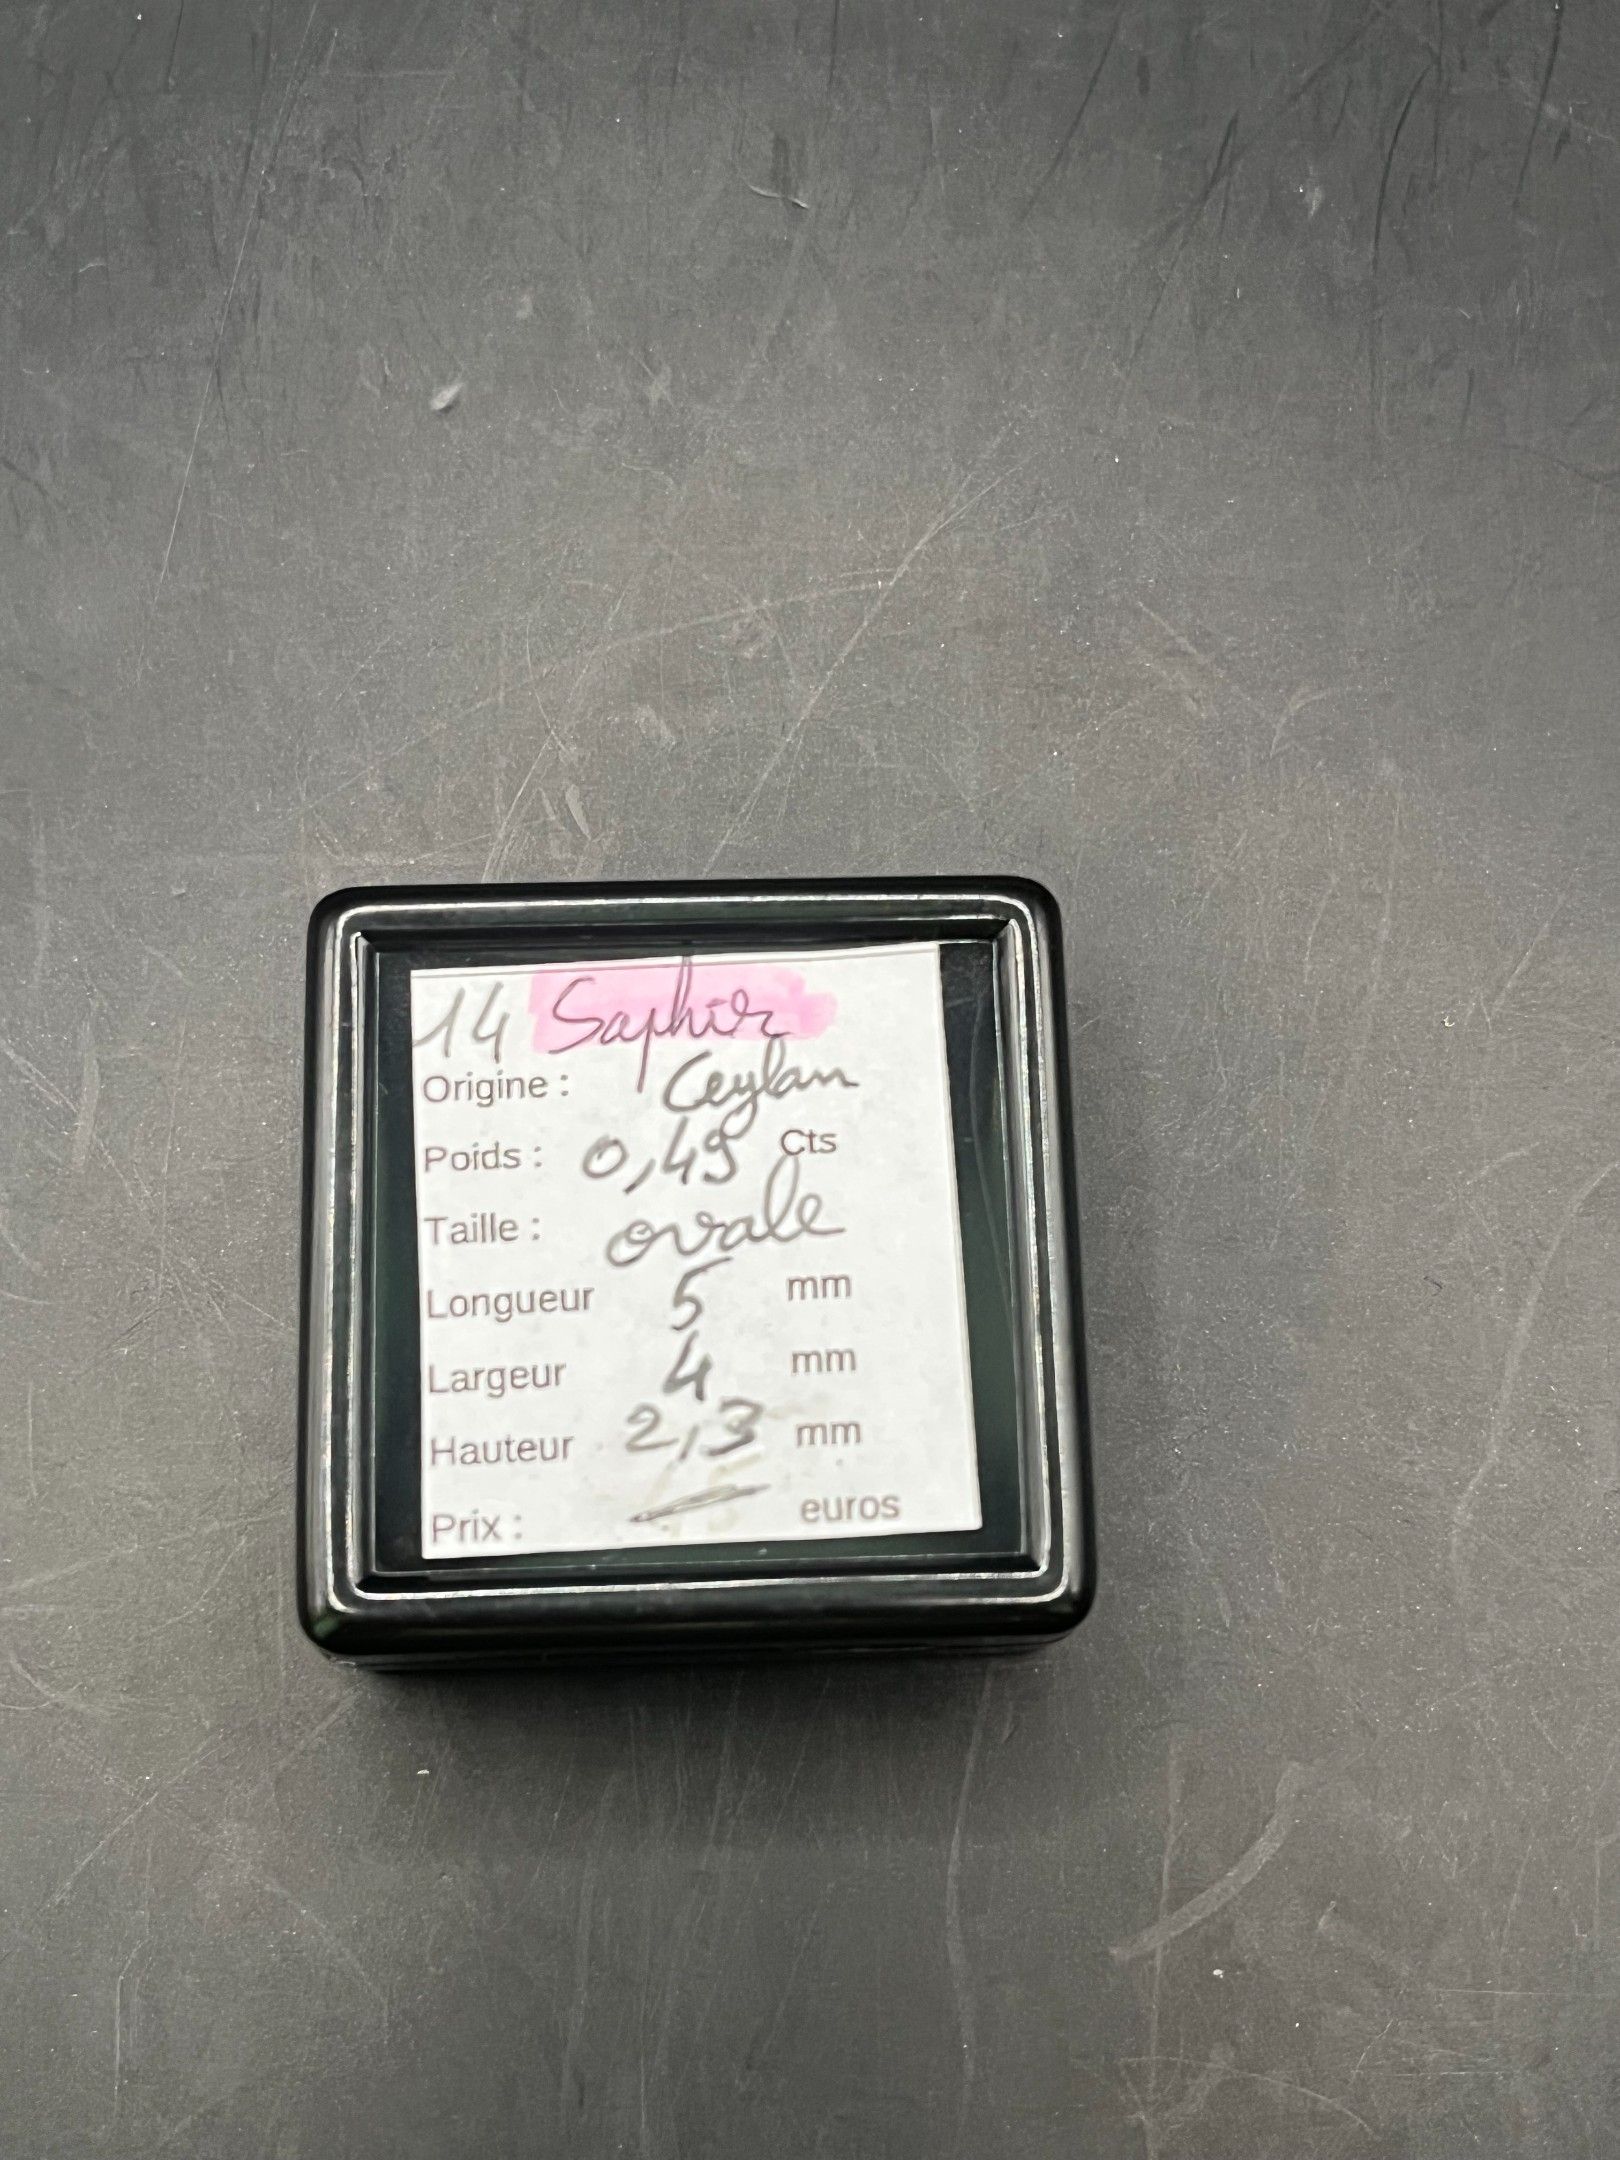 14 Saphir
Origine : Ceylan
Poids : 0,49 Cts
Taille : ovale
Longueur 5 mm
Largeur 4 mm
Hauteur 2,3 mm
Prix : euros